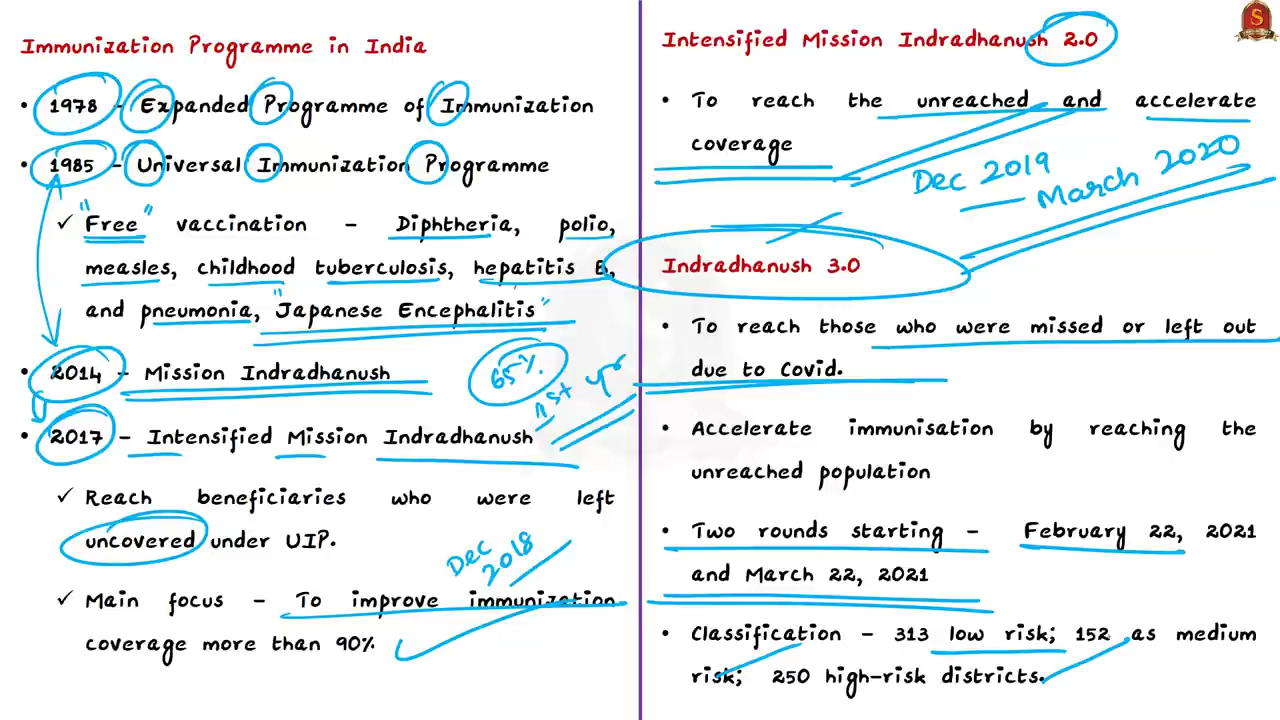 Immunization Programme in India
• 1978 - Expanded Programme of Immunization
• 1985 - Universal Immunization Programme
✓ "Free" vaccination - Diphtheria, polio,
measles, childhood tuberculosis, hepatitis B,
and pneumonia, "Japanese Encephalitis"
• 2014 - Mission Indradhanush
65%
1st yr
• 2017 - Intensified Mission Indradhanush
✓ Reach beneficiaries who were left
uncovered under UIP.
Dec
2018
✓ Main focus - To improve immunization
coverage more than 90%
Intensified Mission Indradhanush 2.0
• To reach the unreached and accelerate
coverage
Dec 2019
- March 2020
Indradhanush 3.0
• To reach those who were missed or left out
due to Covid.
• Accelerate immunisation by reaching the
unreached population
• Two rounds starting - February 22, 2021
and March 22, 2021
• Classification - 313 low risk; 152 as medium
risk; 250 high-risk districts.
S